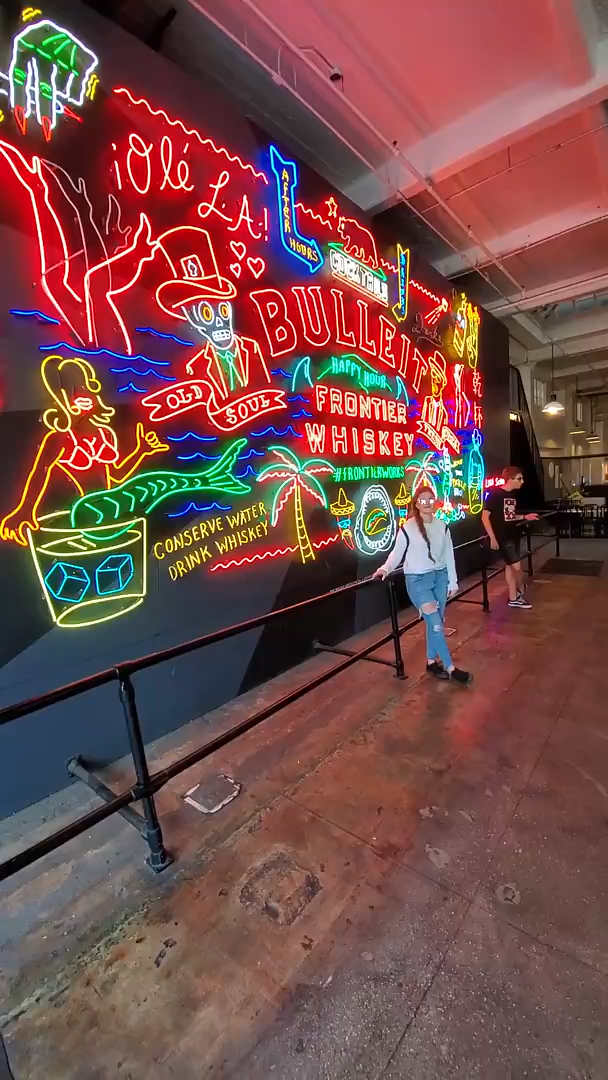 ¡Olé L.A.!
AFTER HOURS
COCKTAILS
BULLEIT
HAPPY HOUR
OLD SOUL
FRONTIER
WHISKEY
#FRONTIERWORKS
CONSERVE WATER
DRINK WHISKEY